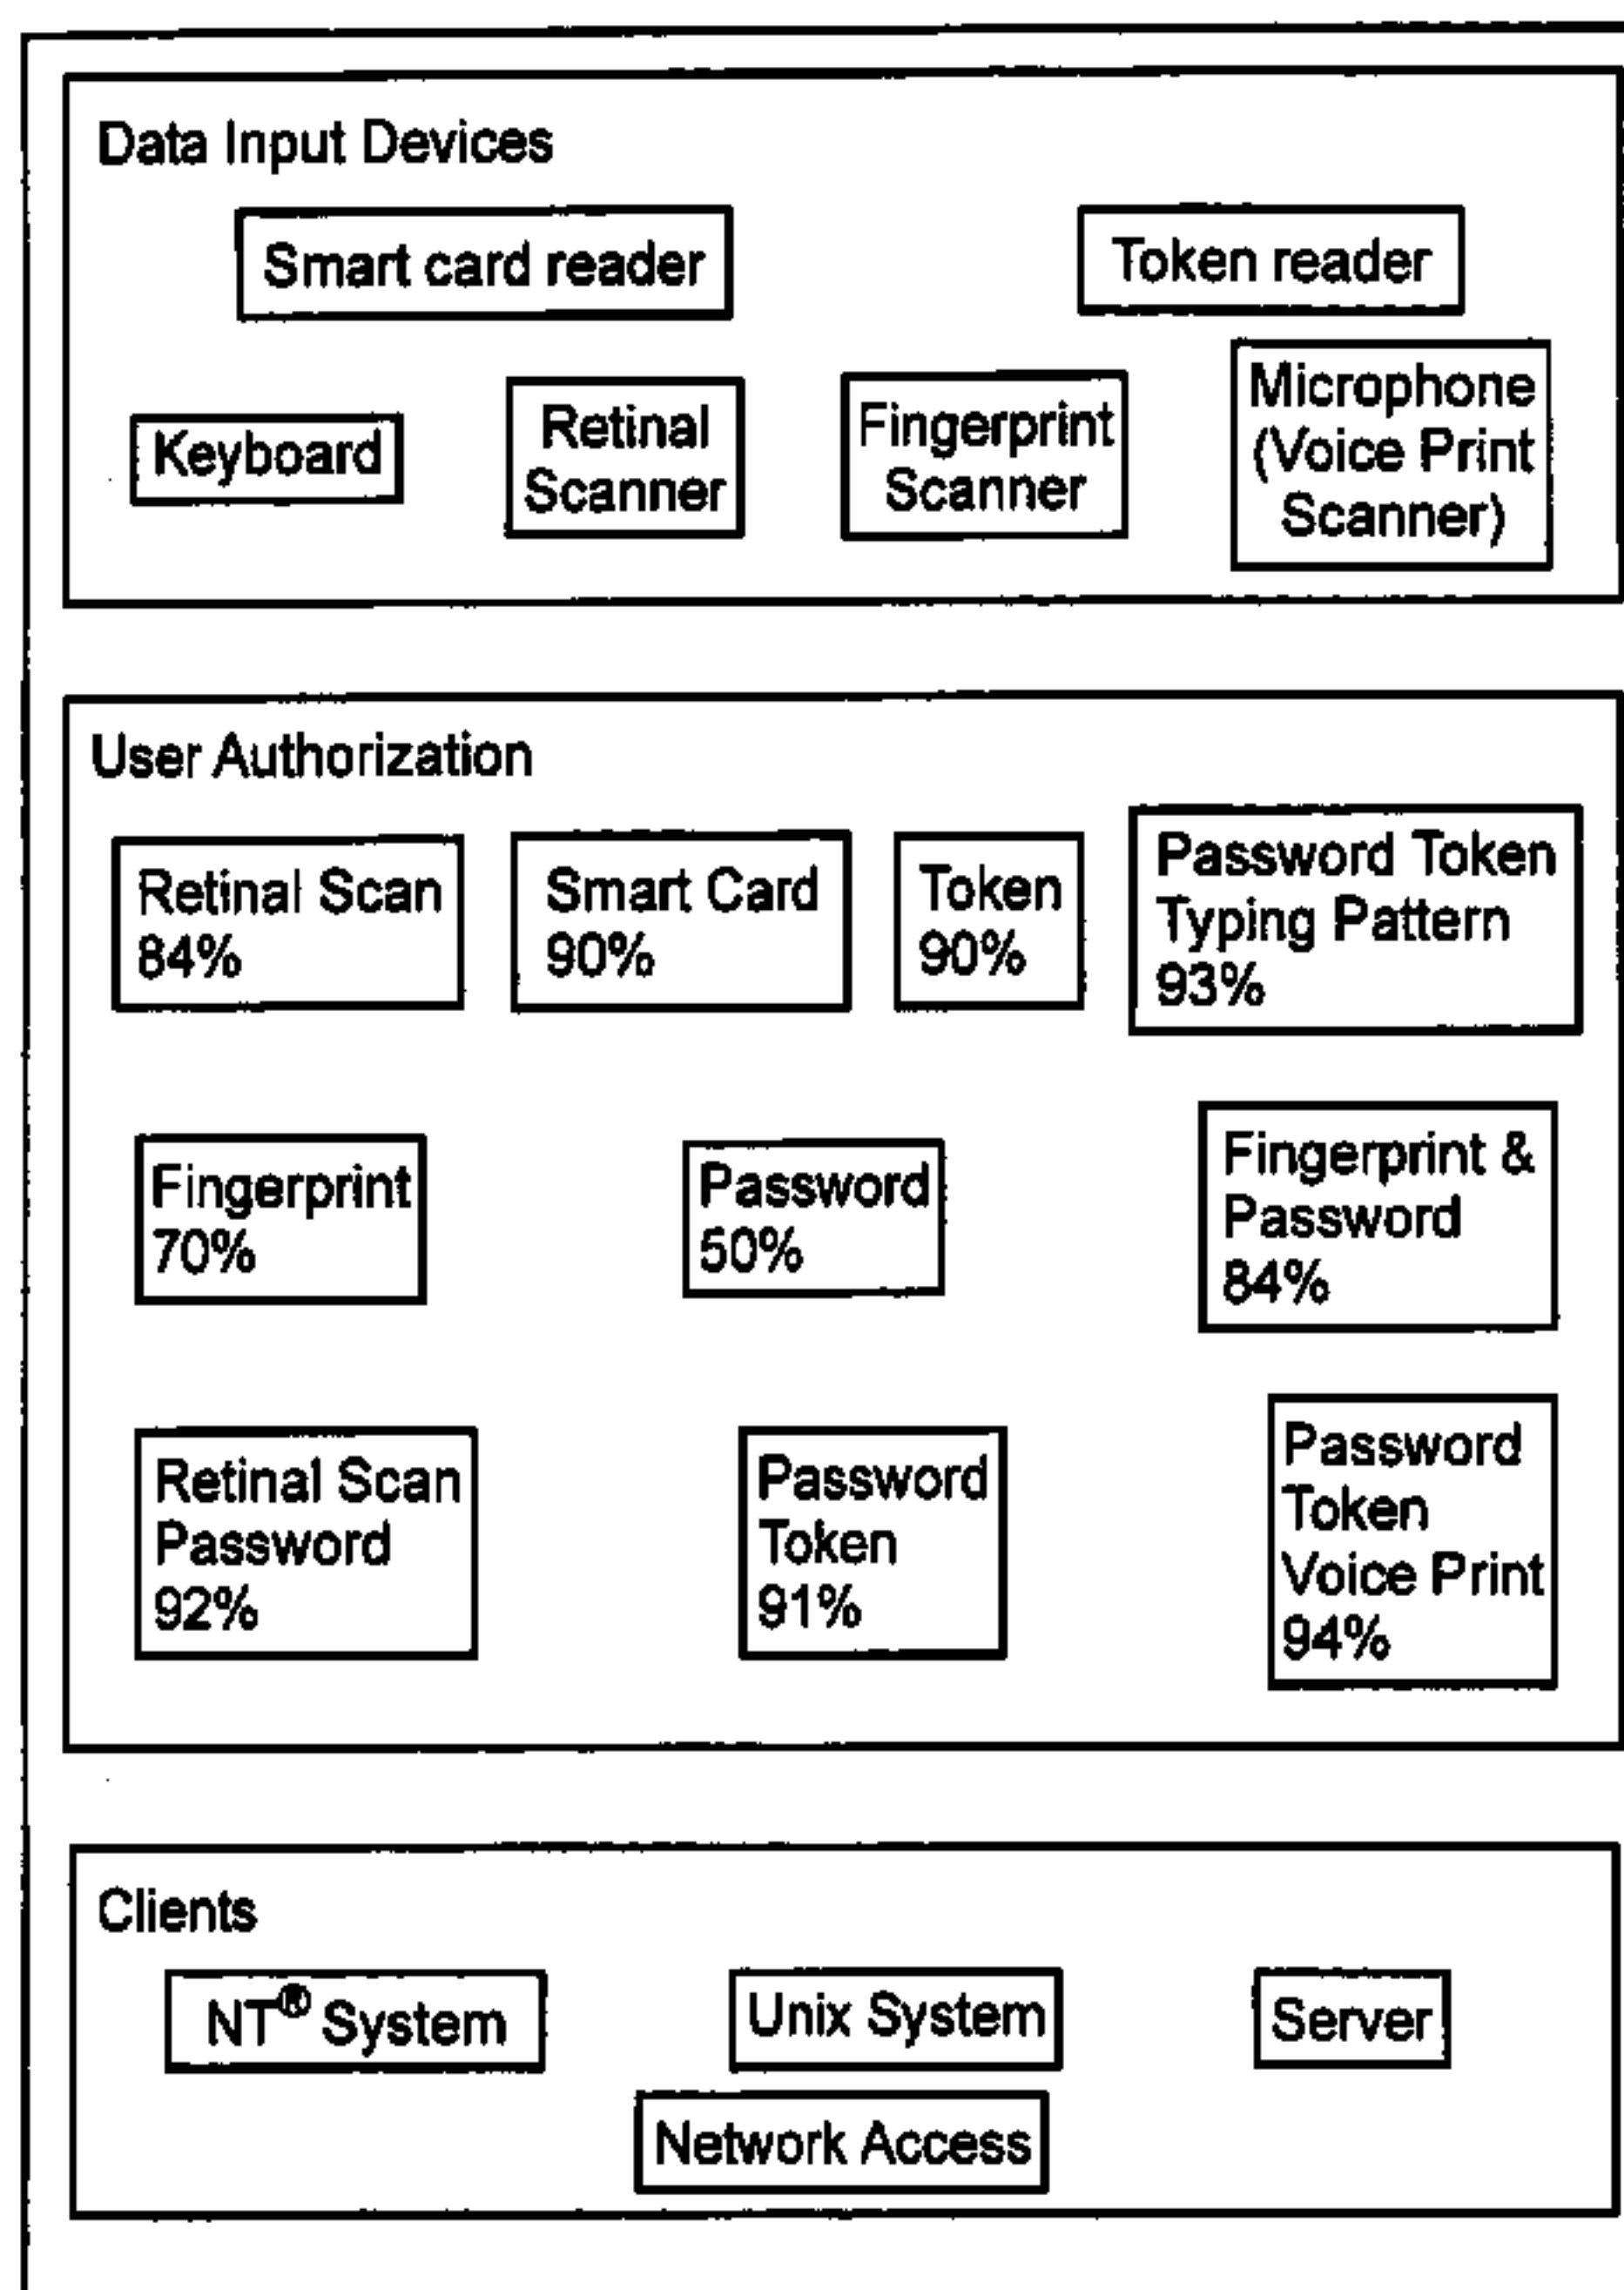 Data Input Devices
Smart card reader
Token reader
Keyboard
Retinal
Scanner
Fingerprint
Scanner
Microphone
(Voice Print
Scanner)
User Authorization
Retinal Scan
84%
Smart Card
90%
Token
90%
Password Token
Typing Pattern
93%
Fingerprint
70%
Password
50%
Fingerprint &
Password
84%
Retinal Scan
Password
92%
Password
Token
91%
Password
Token
Voice Print
94%
Clients
NT® System
Unix System
Server
Network Access